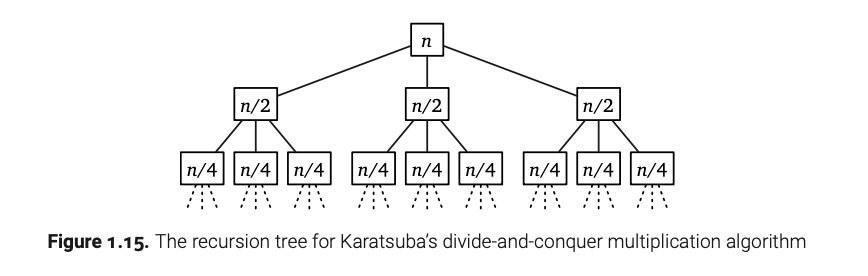 n
n/2 n/2 n/2
n/4 n/4 n/4 n/4 n/4 n/4 n/4 n/4 n/4
Figure 1.15. The recursion tree for Karatsuba's divide-and-conquer multiplication algorithm